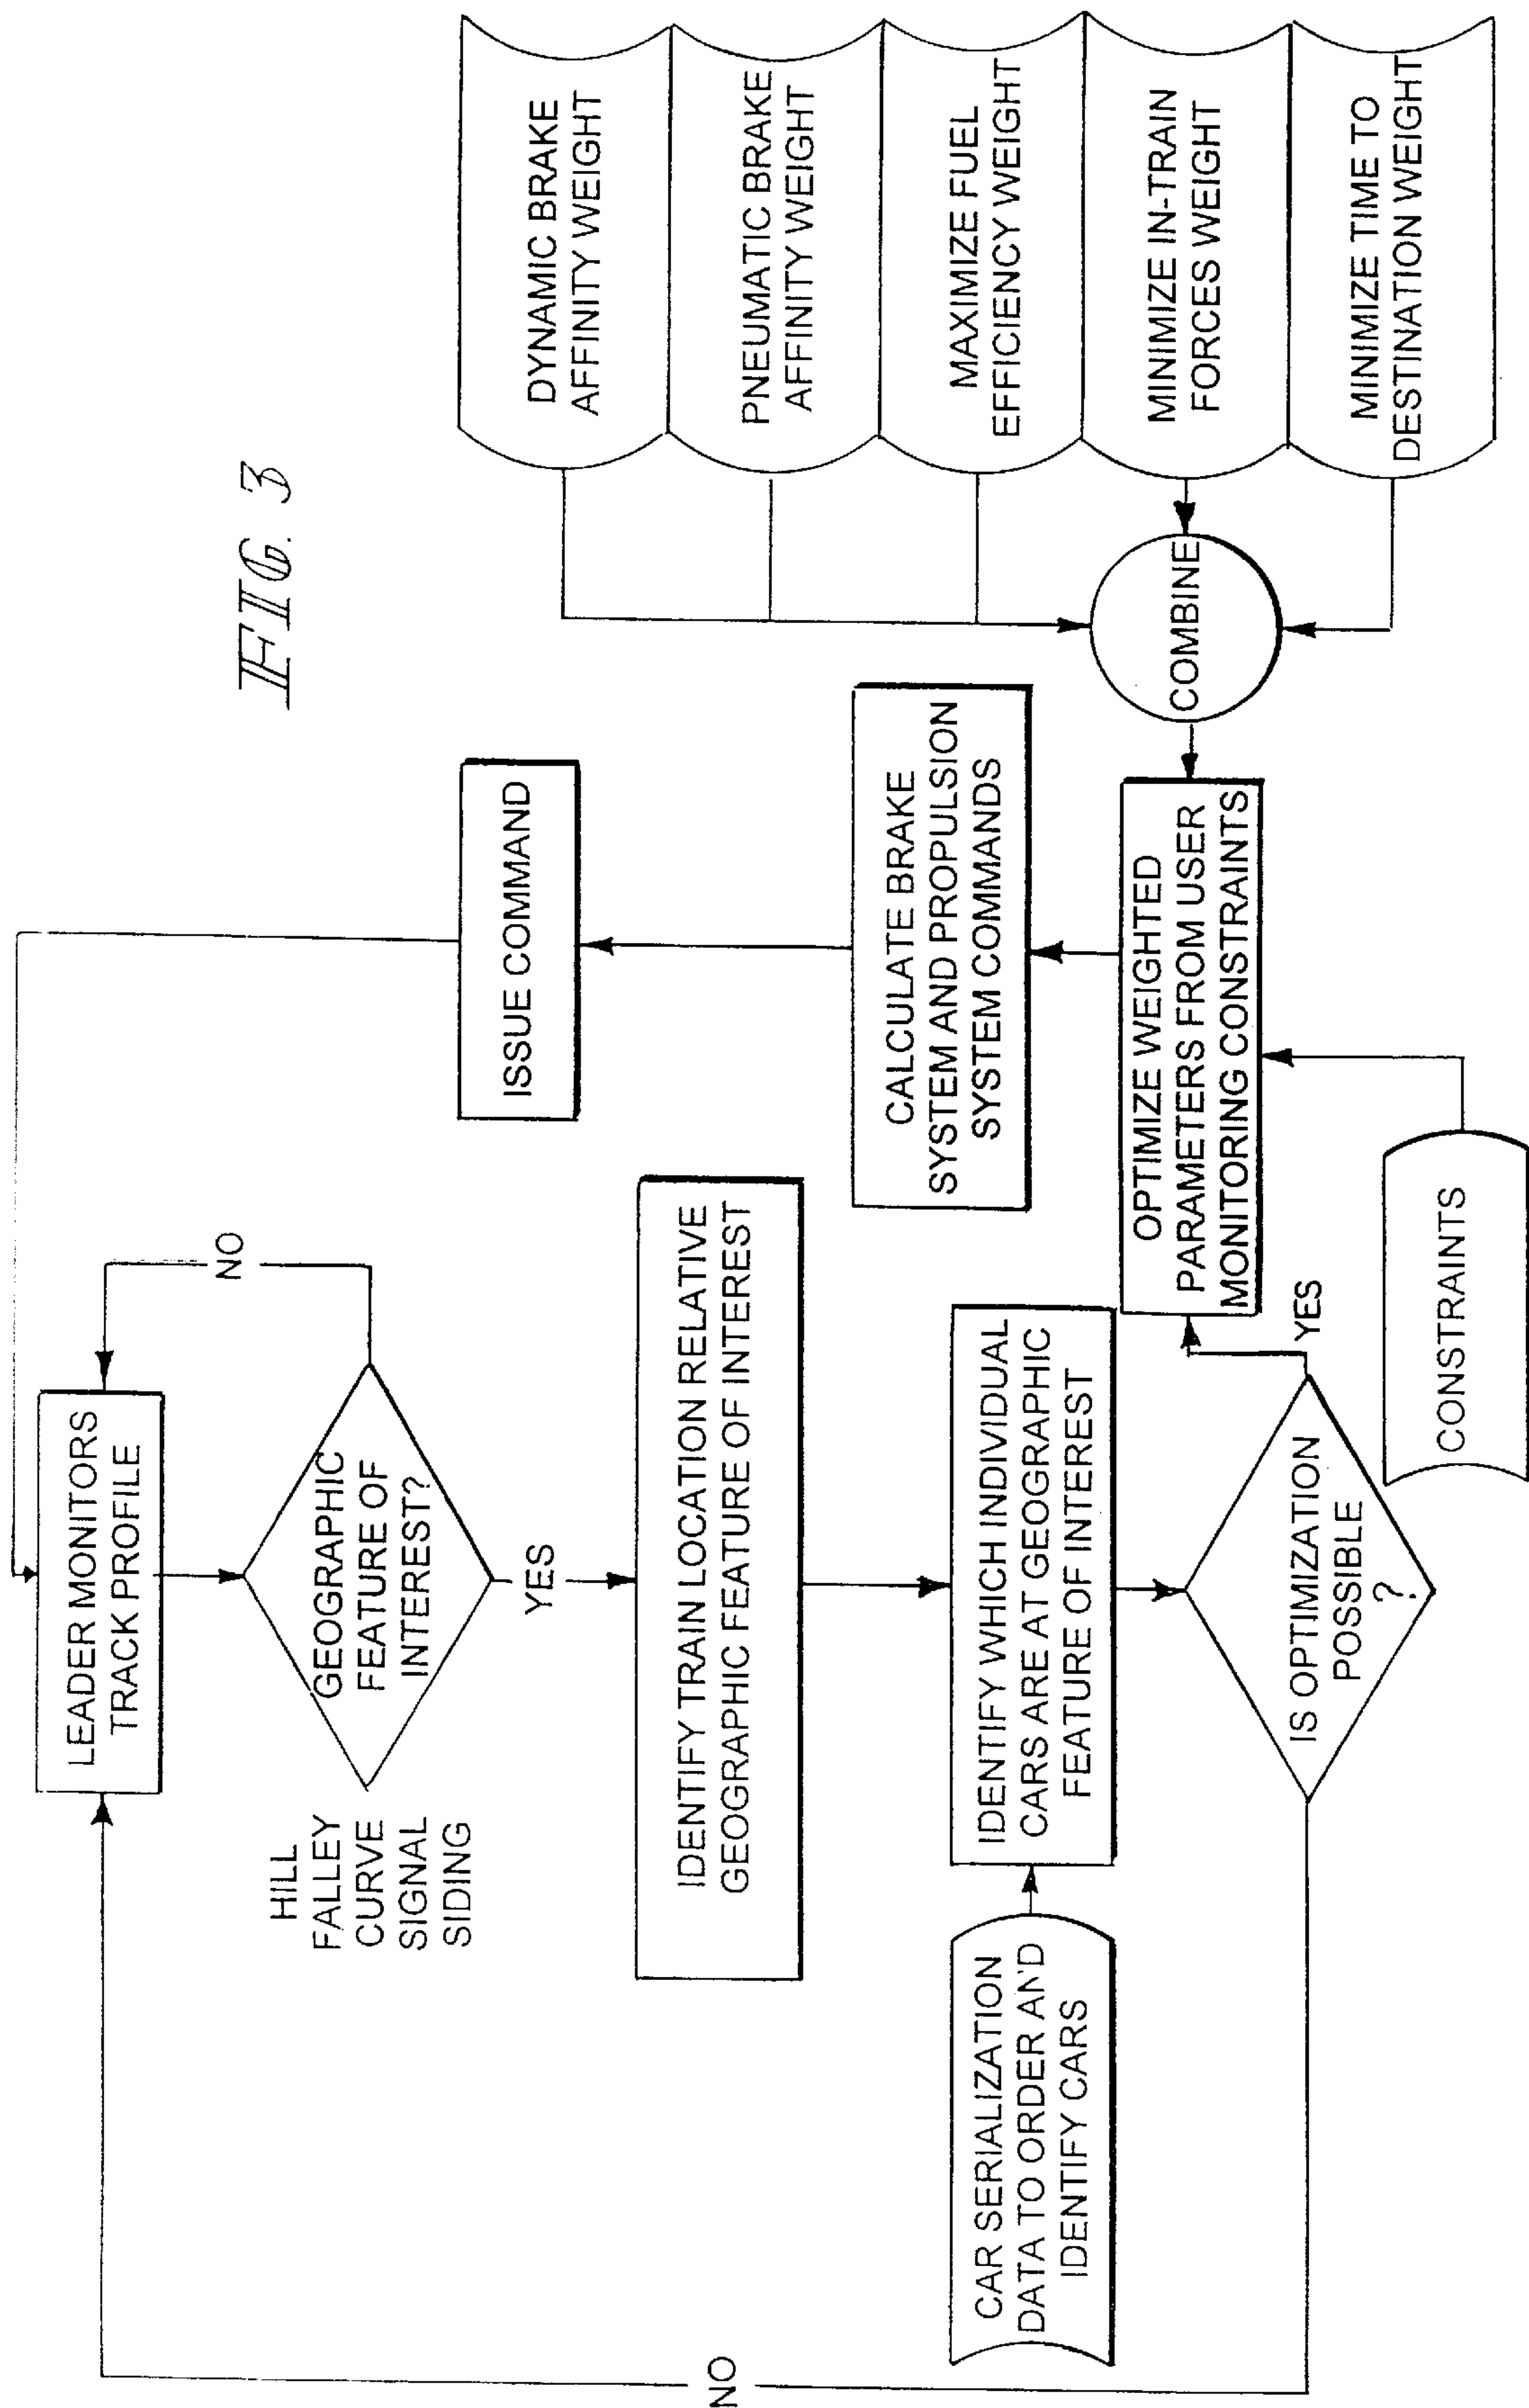 FIG. 3
LEADER MONITORS
TRACK PROFILE
GEOGRAPHIC
FEATURE OF
INTEREST?
NO
HILL
FALLEY
CURVE
SIGNAL
SIDING
YES
IDENTIFY TRAIN LOCATION RELATIVE
GEOGRAPHIC FEATURE OF INTEREST
CAR SERIALIZATION
DATA TO ORDER AND
IDENTIFY CARS
IDENTIFY WHICH INDIVIDUAL
CARS ARE AT GEOGRAPHIC
FEATURE OF INTEREST
IS OPTIMIZATION
POSSIBLE
?
NO
YES
CONSTRAINTS
OPTIMIZE WEIGHTED
PARAMETERS FROM USER
MONITORING CONSTRAINTS
CALCULATE BRAKE
SYSTEM AND PROPULSION
SYSTEM COMMANDS
ISSUE COMMAND
COMBINE
DYNAMIC BRAKE
AFFINITY WEIGHT
PNEUMATIC BRAKE
AFFINITY WEIGHT
MAXIMIZE FUEL
EFFICIENCY WEIGHT
MINIMIZE IN-TRAIN
FORCES WEIGHT
MINIMIZE TIME TO
DESTINATION WEIGHT